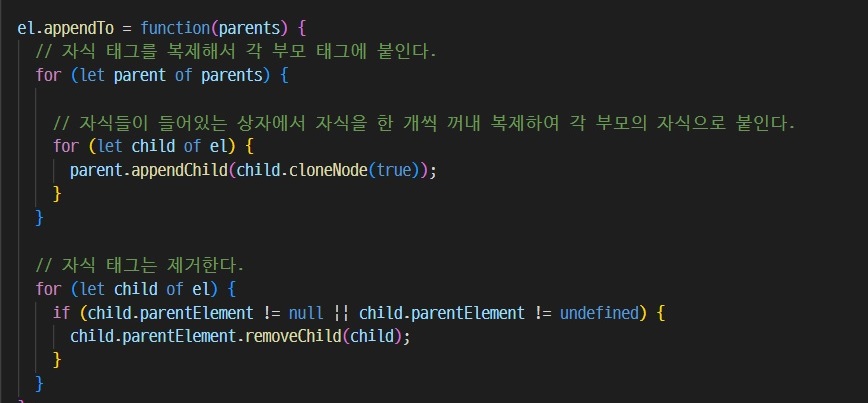 el.appendTo = function(parents) {
// 자식 태그를 복제해서 각 부모 태그에 붙인다.
for (let parent of parents) {
// 자식들이 들어있는 상자에서 자식을 한 개씩 꺼내 복제하여 각 부모의 자식으로 붙인다.
for (let child of el) {
parent.appendChild(child.cloneNode(true));
}
}
// 자식 태그는 제거한다.
for (let child of el) {
if (child.parentElement != null || child.parentElement != undefined) {
child.parentElement.removeChild(child);
}
}
}